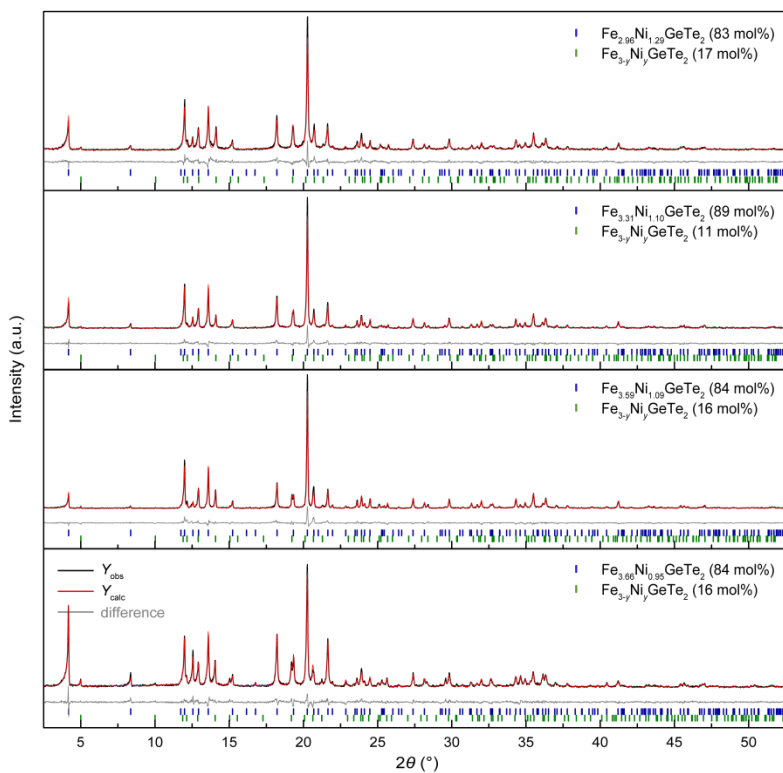 Fe₂.₉₆Ni₁.₂₉GeTe₂ (83 mol%)
Fe₃₋yNiyGeTe₂ (17 mol%)
Fe₃.₃₁Ni₁.₁₀GeTe₂ (89 mol%)
Fe₃₋yNiyGeTe₂ (11 mol%)
Intensity (a.u.)
Fe₃.₅₉Ni₁.₀₉GeTe₂ (84 mol%)
Fe₃₋yNiyGeTe₂ (16 mol%)
Yobs
Ycalc
difference
Fe₃.₆₆Ni₀.₉₅GeTe₂ (84 mol%)
Fe₃₋yNiyGeTe₂ (16 mol%)
5 10 15 20 25 30 35 40 45 50
2θ (°)